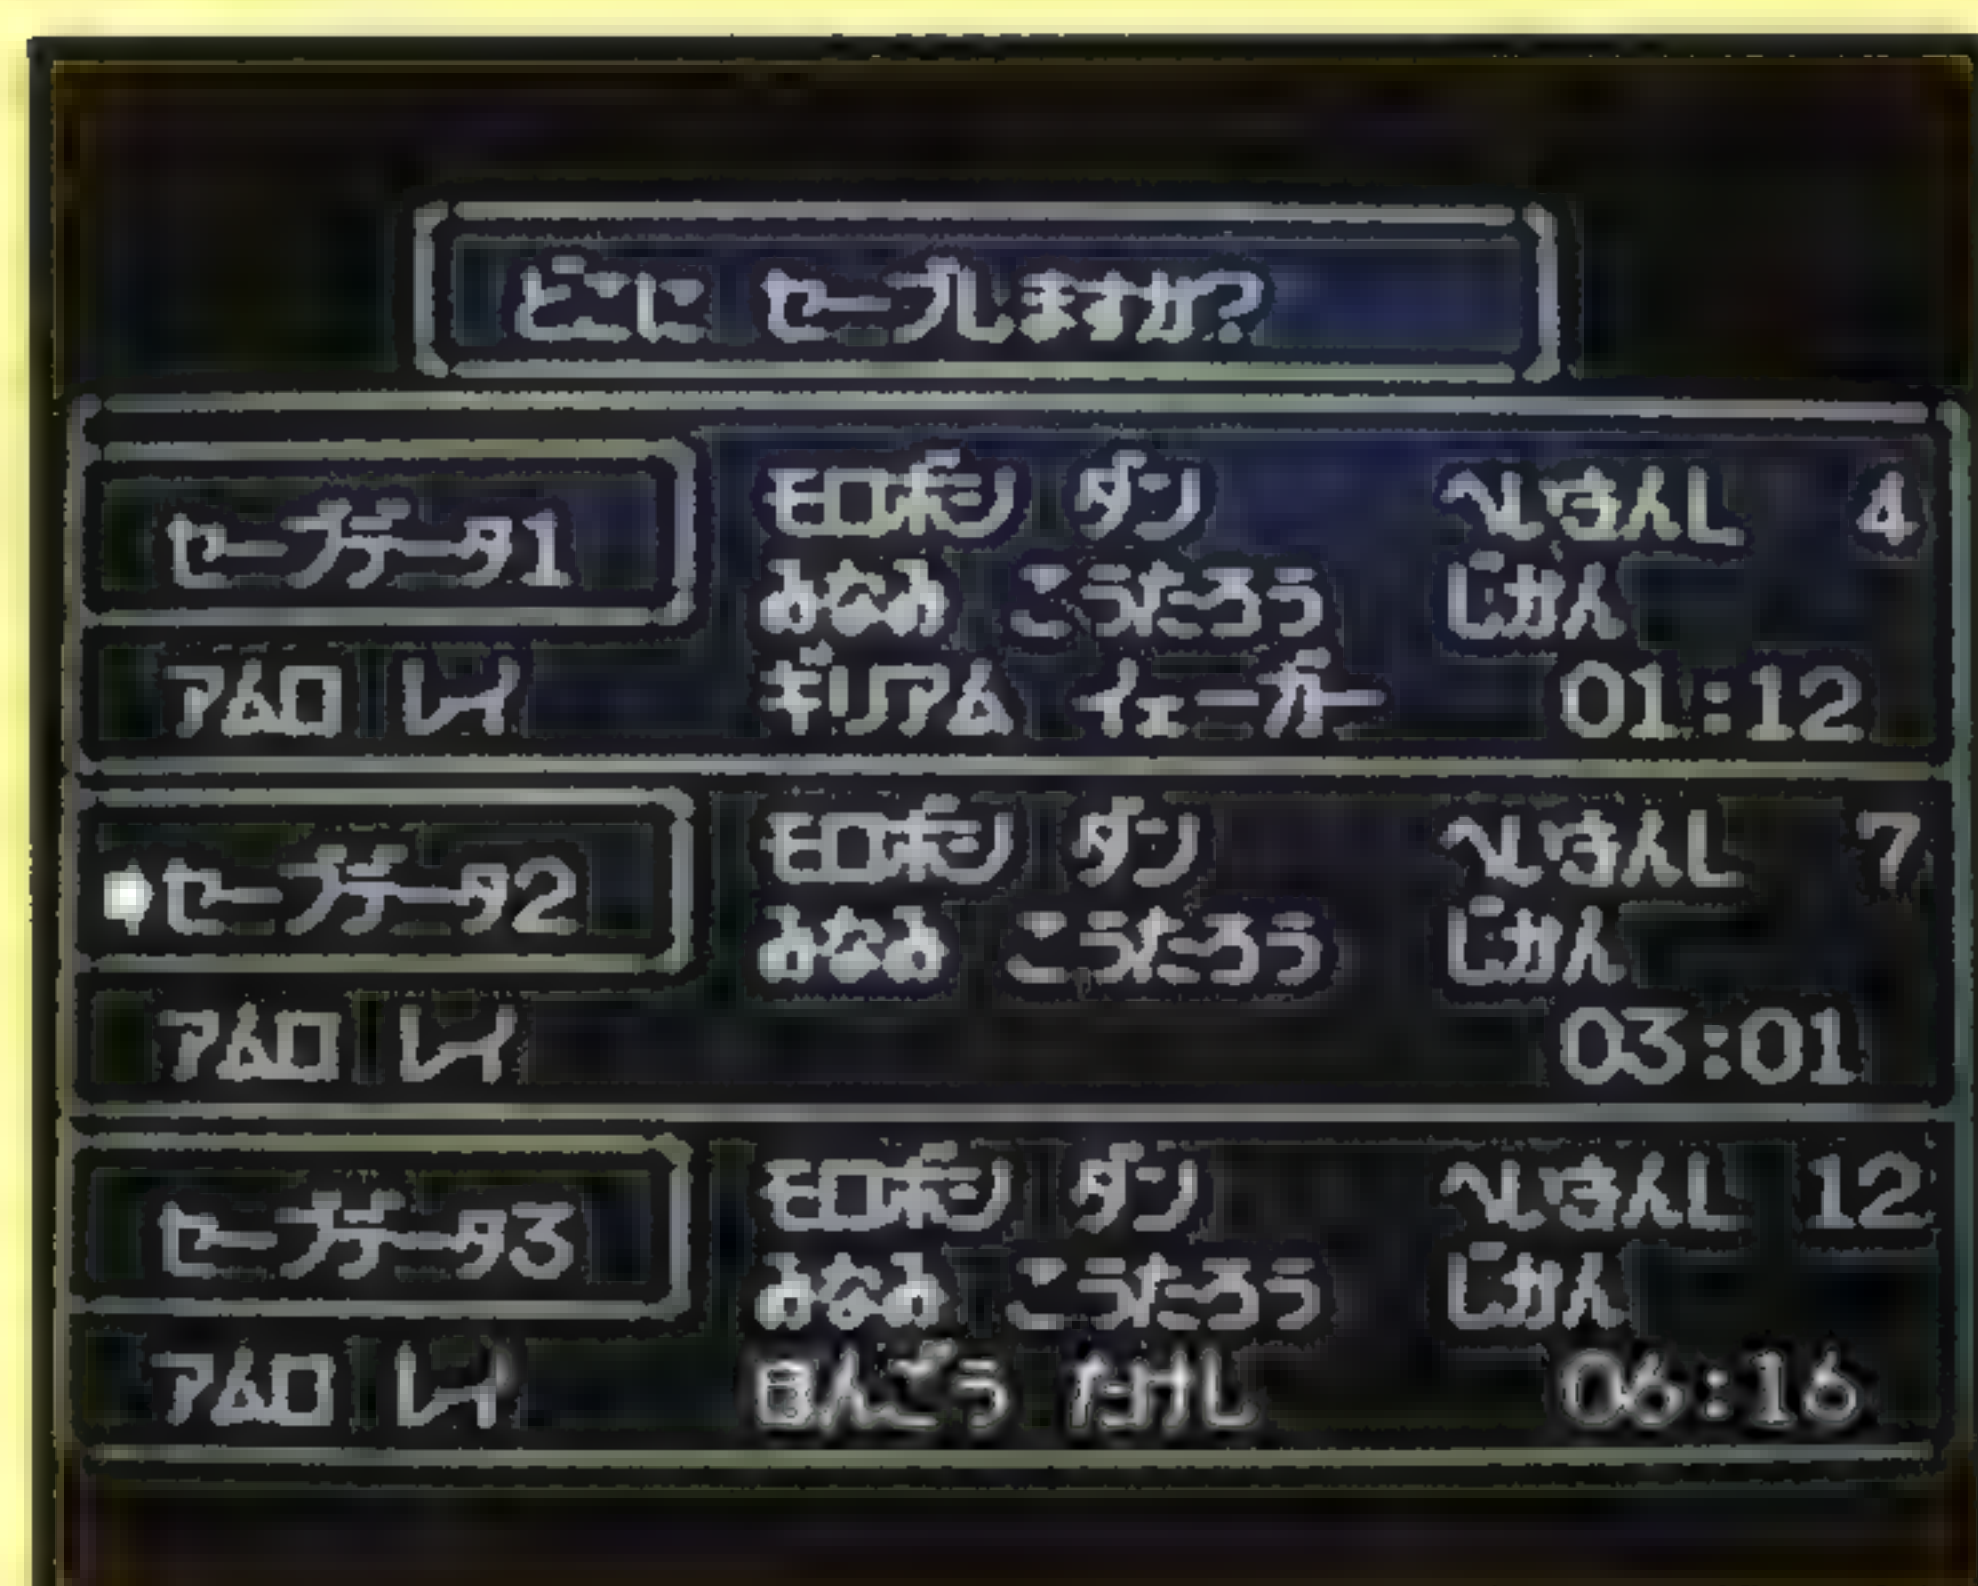 どこに セーブしますか?
セーブデータ1
アムロ レイ
モロボシ ダン
みなみ こうたろう
ギリアム イェーガー
へいきんL 4
じかん
01:12
セーブデータ2
アムロ レイ
モロボシ ダン
みなみ こうたろう
へいきんL 7
じかん
03:01
セーブデータ3
アムロ レイ
モロボシ ダン
みなみ こうたろう
ほんごう たけし
へいきんL 12
じかん
06:16